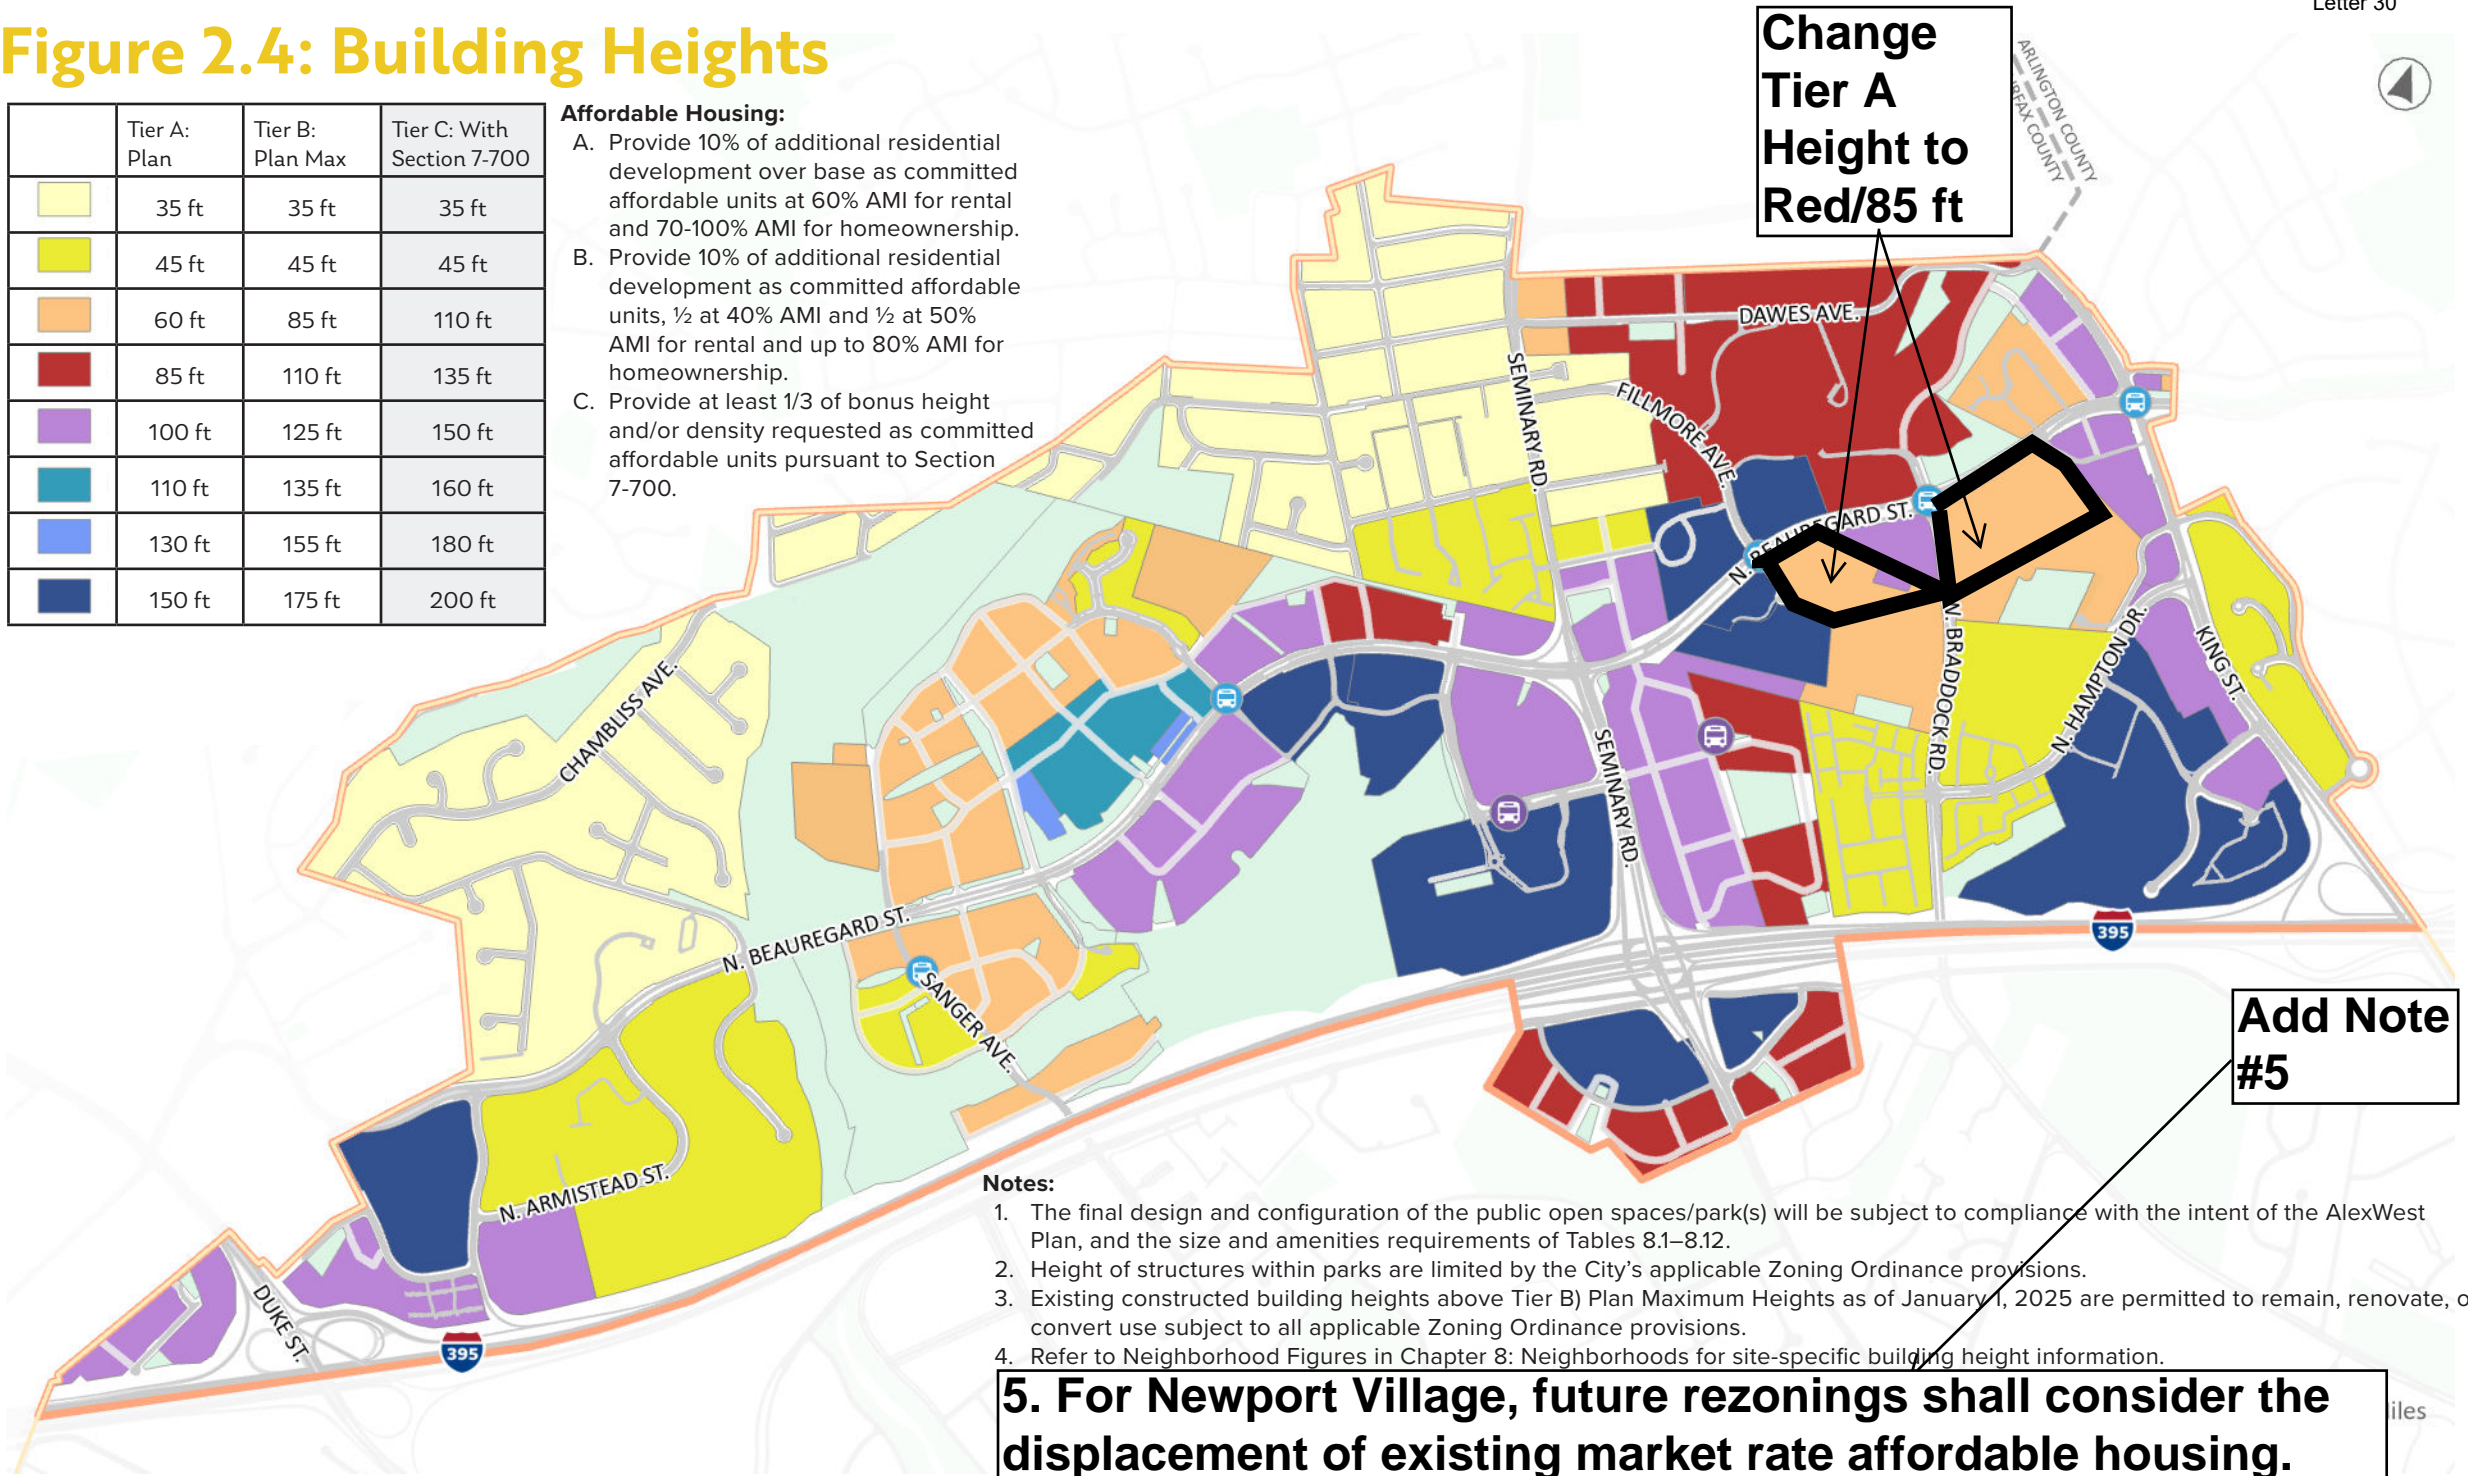 Letter 30
Figure 2.4: Building Heights
Change
Tier A
Height to
Red/85 ft
Tier A: Plan | Tier B: Plan Max | Tier C: With Section 7-700
35 ft 35 ft 35 ft
45 ft 45 ft 45 ft
60 ft 85 ft 110 ft
85 ft 110 ft 135 ft
100 ft 125 ft 150 ft
110 ft 135 ft 160 ft
130 ft 155 ft 180 ft
150 ft 175 ft 200 ft
Affordable Housing:
A. Provide 10% of additional residential
development over base as committed
affordable units at 60% AMI for rental
and 70-100% AMI for homeownership.
B. Provide 10% of additional residential
development as committed affordable
units, ½ at 40% AMI and ½ at 50%
AMI for rental and up to 80% AMI for
homeownership.
C. Provide at least 1/3 of bonus height
and/or density requested as committed
affordable units pursuant to Section
7-700.
ARLINGTON COUNTY
COUNTY
DAWES AVE.
SEMINARY RD.
FILLMORE AVE.
N. BEAUREGARD ST.
W. BRADDOCK RD.
N. HAMPTON DR.
KING ST.
CHAMBLISS AVE.
SEMINARY RD.
N. BEAUREGARD ST.
SANGER AVE.
395
N. ARMISTEAD ST.
DUKE ST.
395
Add Note
#5
Notes:
1. The final design and configuration of the public open spaces/park(s) will be subject to compliance with the intent of the AlexWest
Plan, and the size and amenities requirements of Tables 8.1–8.12.
2. Height of structures within parks are limited by the City's applicable Zoning Ordinance provisions.
3. Existing constructed building heights above Tier B) Plan Maximum Heights as of January 1, 2025 are permitted to remain, renovate, o
convert use subject to all applicable Zoning Ordinance provisions.
4. Refer to Neighborhood Figures in Chapter 8: Neighborhoods for site-specific building height information.
5. For Newport Village, future rezonings shall consider the
displacement of existing market rate affordable housing.
iles